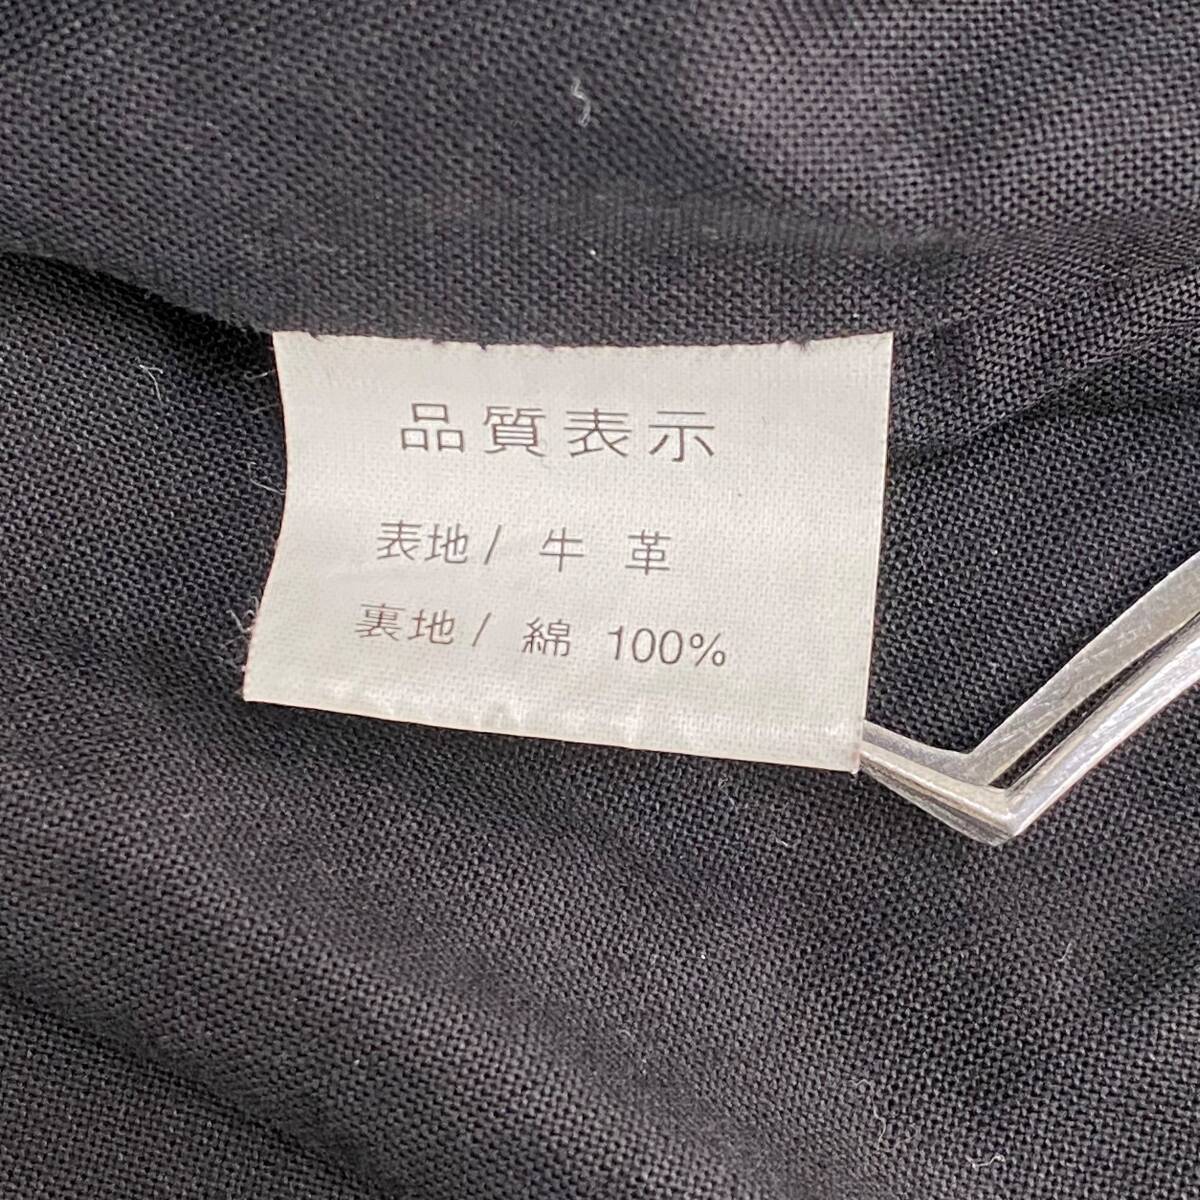 品質表示
表地/ 牛 革
裏地/ 綿 100%